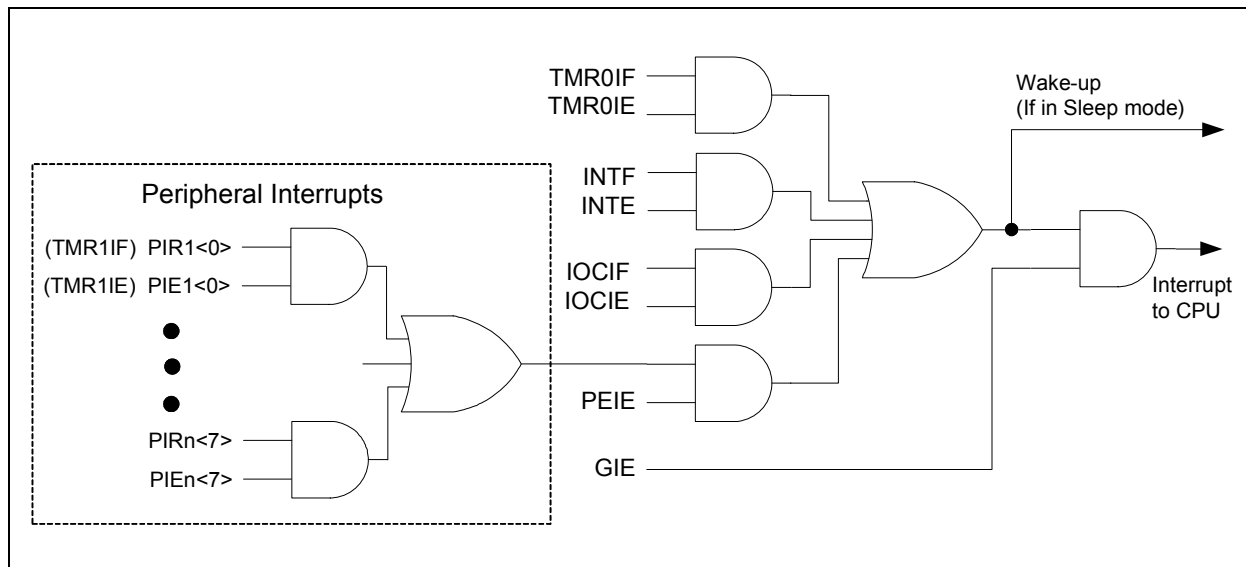 TMR0IF
TMR0IE
Wake-up
(If in Sleep mode)
INTF
INTE
Peripheral Interrupts
(TMR1IF) PIR1<0>
(TMR1IE) PIE1<0>
IOCIF
IOCIE
Interrupt
to CPU
PEIE
PIRn<7>
PIEn<7>
GIE